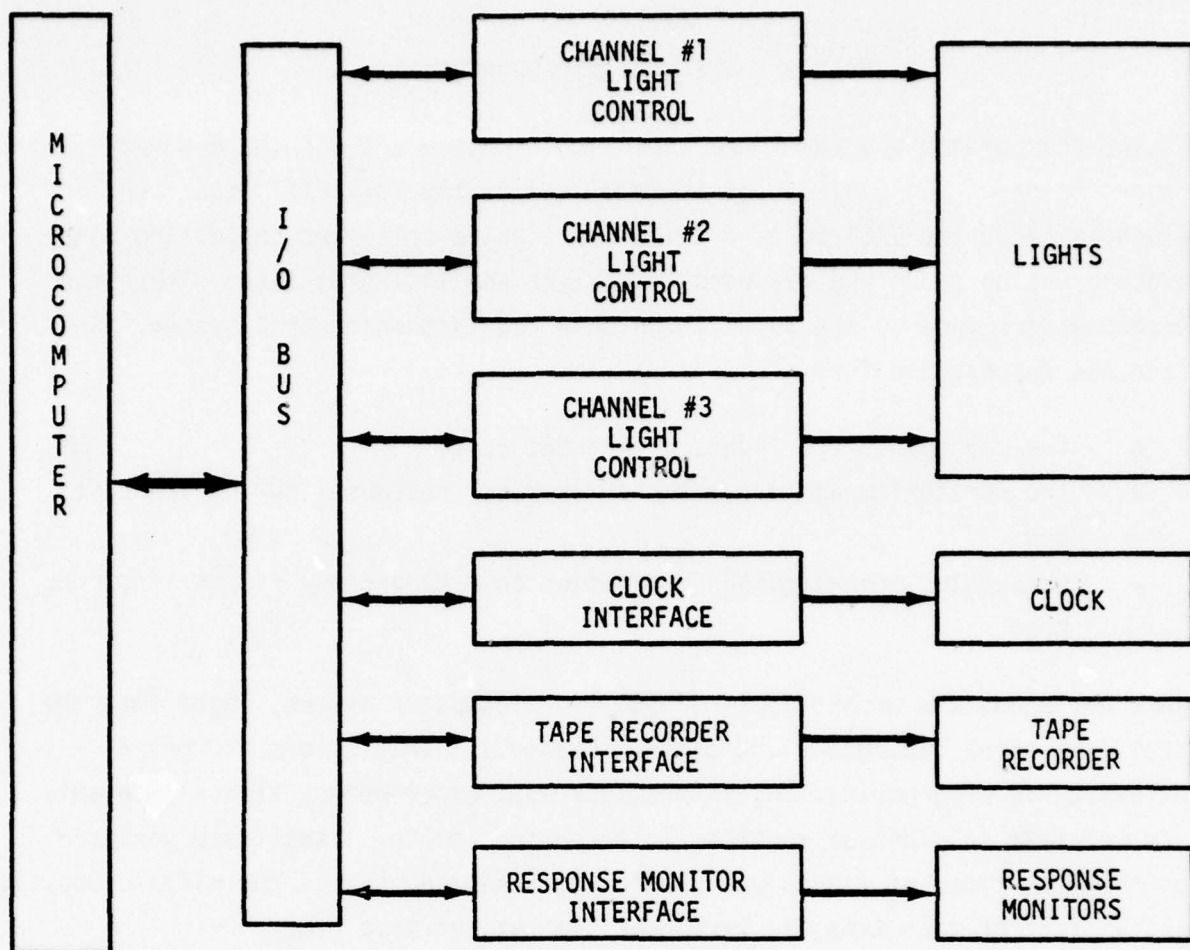 MICROCOMPUTER
I/O BUS
CHANNEL #1
LIGHT
CONTROL
CHANNEL #2
LIGHT
CONTROL
CHANNEL #3
LIGHT
CONTROL
LIGHTS
CLOCK
INTERFACE
CLOCK
TAPE RECORDER
INTERFACE
TAPE
RECORDER
RESPONSE MONITOR
INTERFACE
RESPONSE
MONITORS